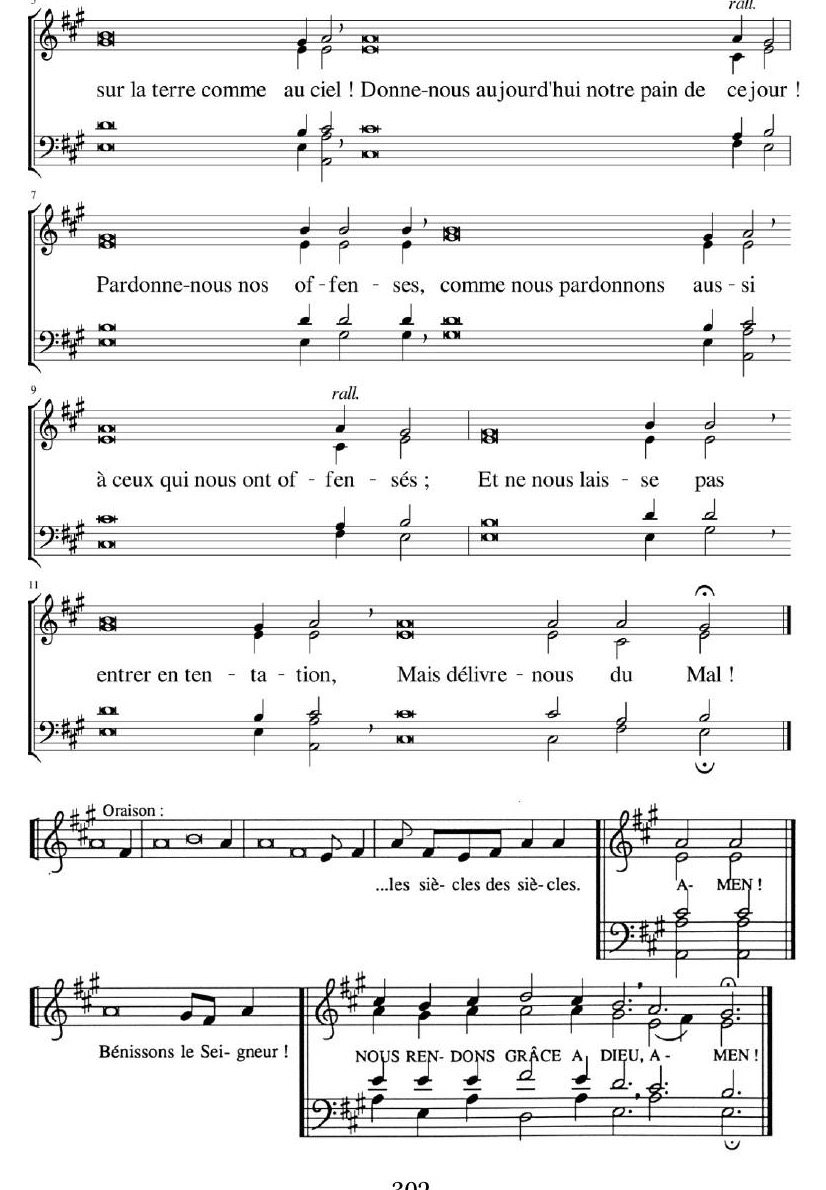 rall.
sur la terre comme au ciel ! Donne-nous aujourd'hui notre pain de ce jour !
7
Pardonne-nous nos of - fen - ses, comme nous pardonnons aus - si
9
rall.
à ceux qui nous ont of - fen - sés ; Et ne nous lais - se pas
11
entrer en ten - ta - tion, Mais délivre - nous du Mal !
Oraison :
...les siè- cles des siè- cles. A- MEN !
Bénissons le Sei- gneur ! NOUS REN- DONS GRÂCE A DIEU, A - MEN !
302